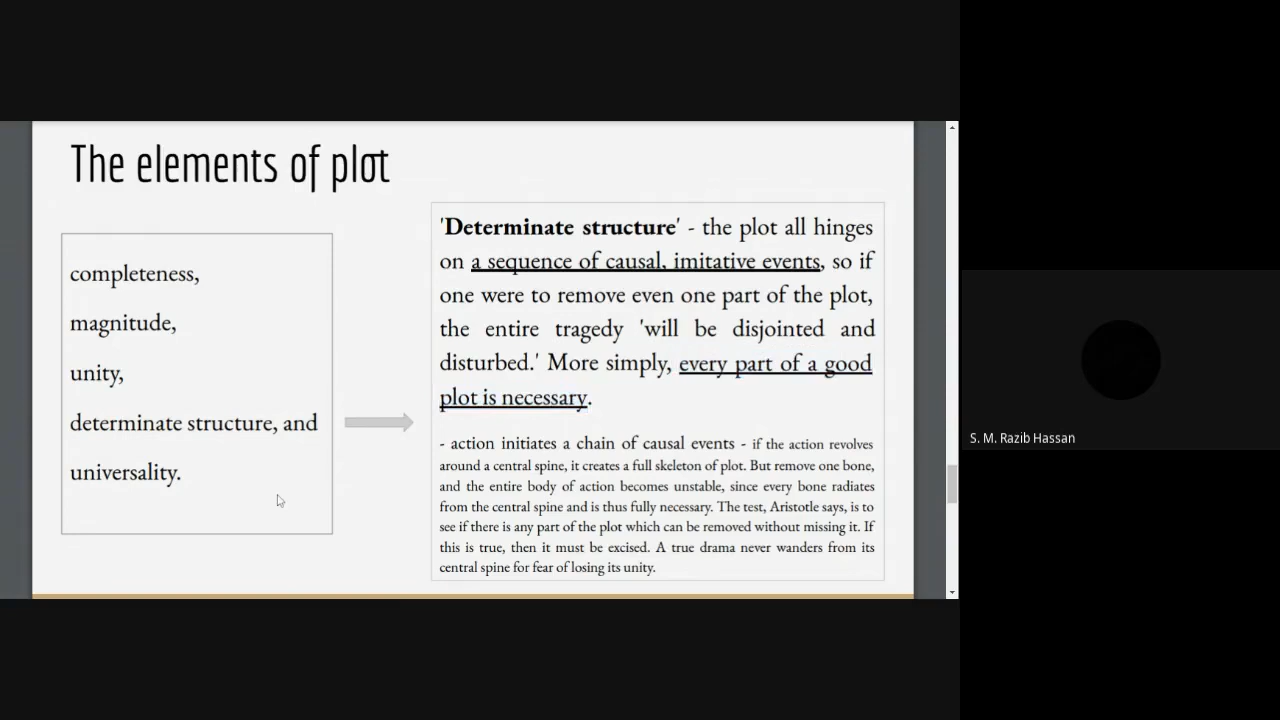 The elements of plot
completeness,
magnitude,
unity,
determinate structure, and
universality.
'Determinate structure' - the plot all hinges
on a sequence of causal, imitative events, so if
one were to remove even one part of the plot,
the entire tragedy 'will be disjointed and
disturbed.' More simply, every part of a good
plot is necessary.
- action initiates a chain of causal events - if the action revolves
around a central spine, it creates a full skeleton of plot. But remove one bone,
and the entire body of action becomes unstable, since every bone radiates
from the central spine and is thus fully necessary. The test, Aristotle says, is to
see if there is any part of the plot which can be removed without missing it. If
this is true, then it must be excised. A true drama never wanders from its
central spine for fear of losing its unity.
S. M. Razib Hassan